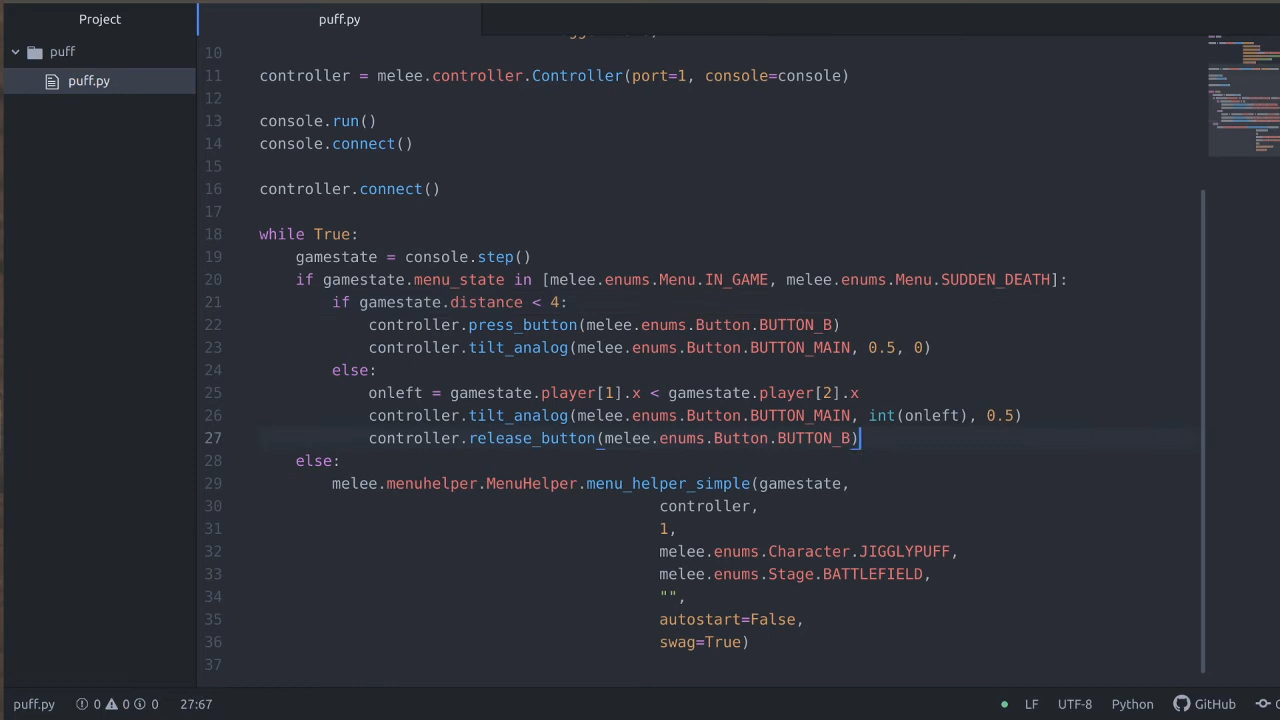 Project
puff.py
puff
puff.py
10
11 controller = melee.controller.Controller(port=1, console=console)
12
13 console.run()
14 console.connect()
15
16 controller.connect()
17
18 while True:
19     gamestate = console.step()
20     if gamestate.menu_state in [melee.enums.Menu.IN_GAME, melee.enums.Menu.SUDDEN_DEATH]:
21         if gamestate.distance < 4:
22             controller.press_button(melee.enums.Button.BUTTON_B)
23             controller.tilt_analog(melee.enums.Button.BUTTON_MAIN, 0.5, 0)
24         else:
25             onleft = gamestate.player[1].x < gamestate.player[2].x
26             controller.tilt_analog(melee.enums.Button.BUTTON_MAIN, int(onleft), 0.5)
27             controller.release_button(melee.enums.Button.BUTTON_B)
28     else:
29         melee.menuhelper.MenuHelper.menu_helper_simple(gamestate,
30                                             controller,
31                                             1,
32                                             melee.enums.Character.JIGGLYPUFF,
33                                             melee.enums.Stage.BATTLEFIELD,
34                                             "",
35                                             autostart=False,
36                                             swag=True)
37
puff.py 0 0 0 27:67 LF UTF-8 Python GitHub